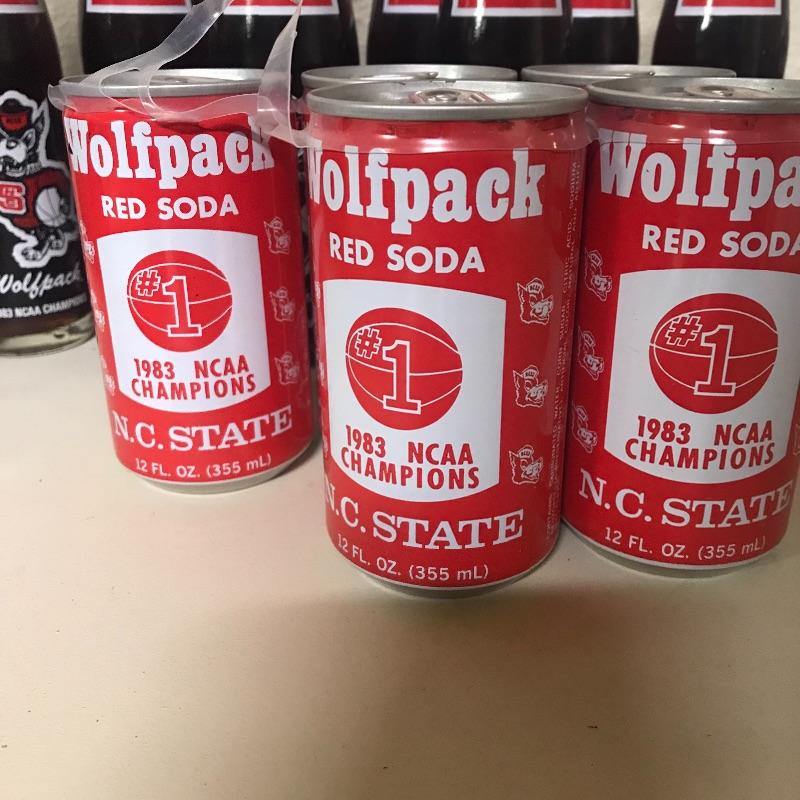 Wolfpack
RED SODA
#1
1983 NCAA
CHAMPIONS
N.C. STATE
12 FL. OZ. (355 mL)
Wolfpack
RED SODA
#1
1983 NCAA
CHAMPIONS
N.C. STATE
12 FL. OZ. (355 mL)
Wolfpa
RED SODA
#1
1983 NCAA
CHAMPIONS
N.C. STATE
12 FL. OZ. (355 mL)
Wolfpack
NCAA